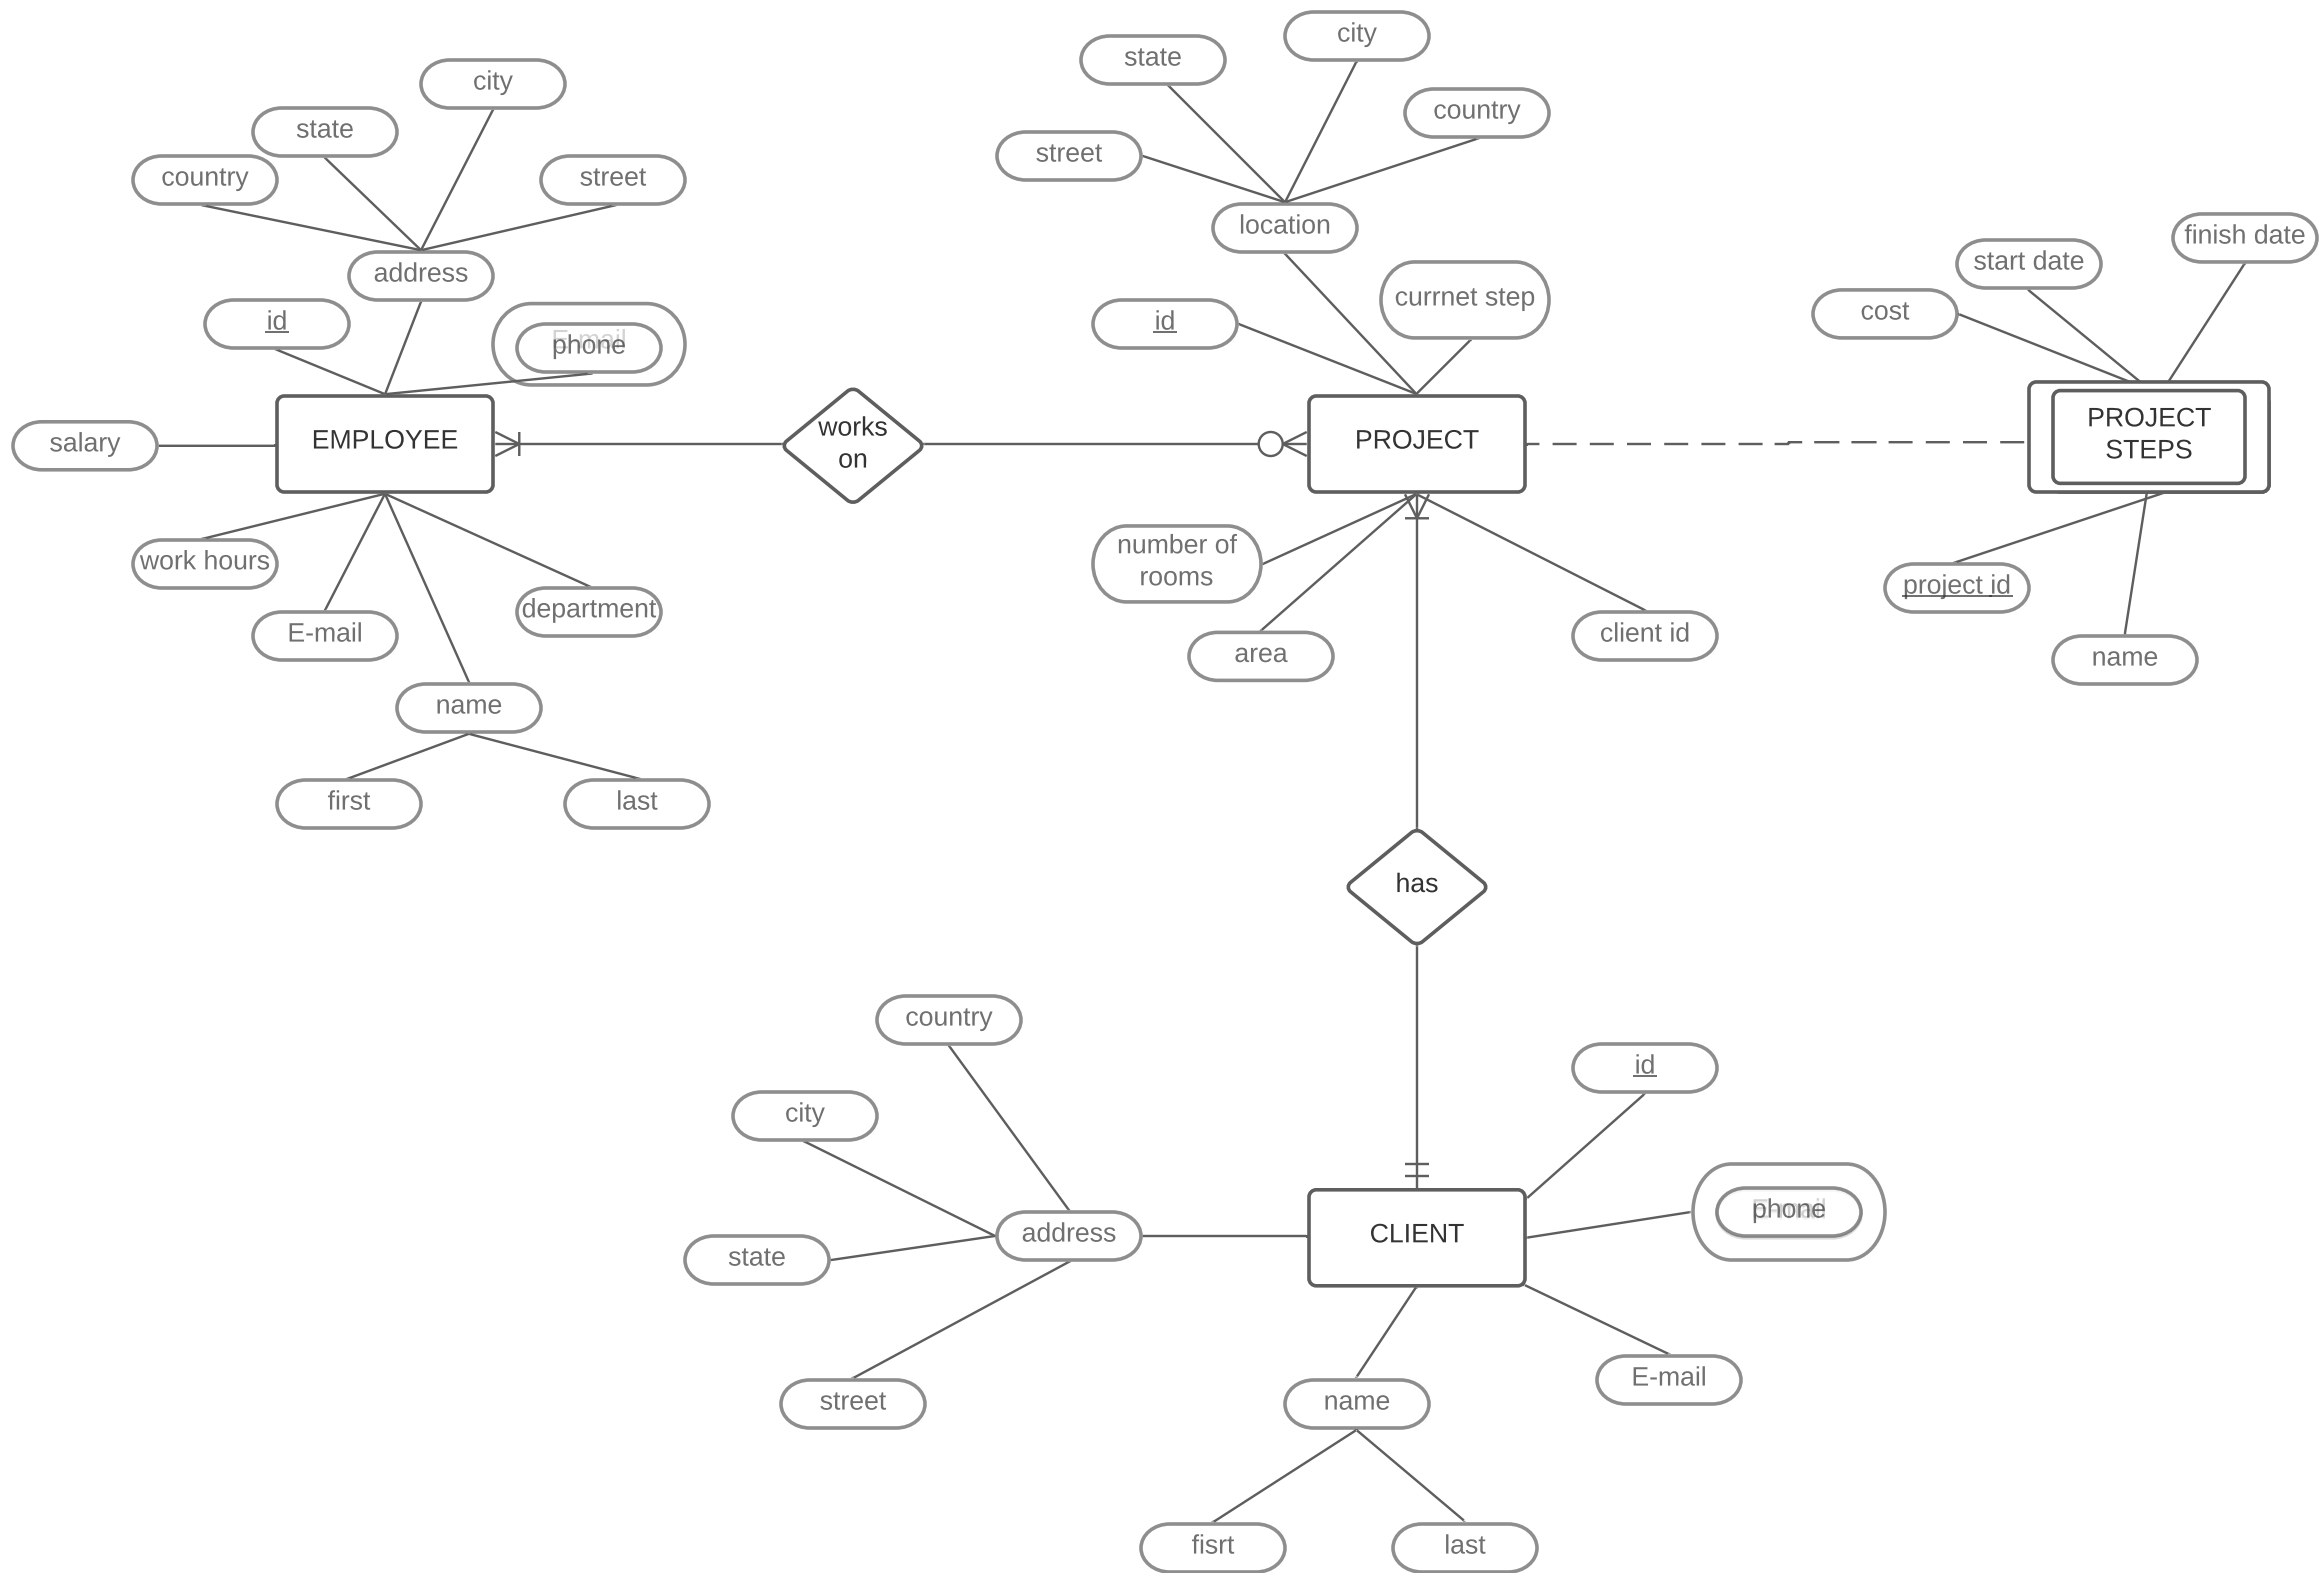 city
state
city
country
state
country
street
street
location
finish date
start date
address
currnet step
id
id
cost
E-mail
phone
works
on
EMPLOYEE
PROJECT
PROJECT
STEPS
salary
number of
rooms
work hours
project id
department
E-mail
client id
area
name
name
first
last
has
country
id
city
E-mail
phone
address
CLIENT
state
E-mail
street
name
fisrt
last